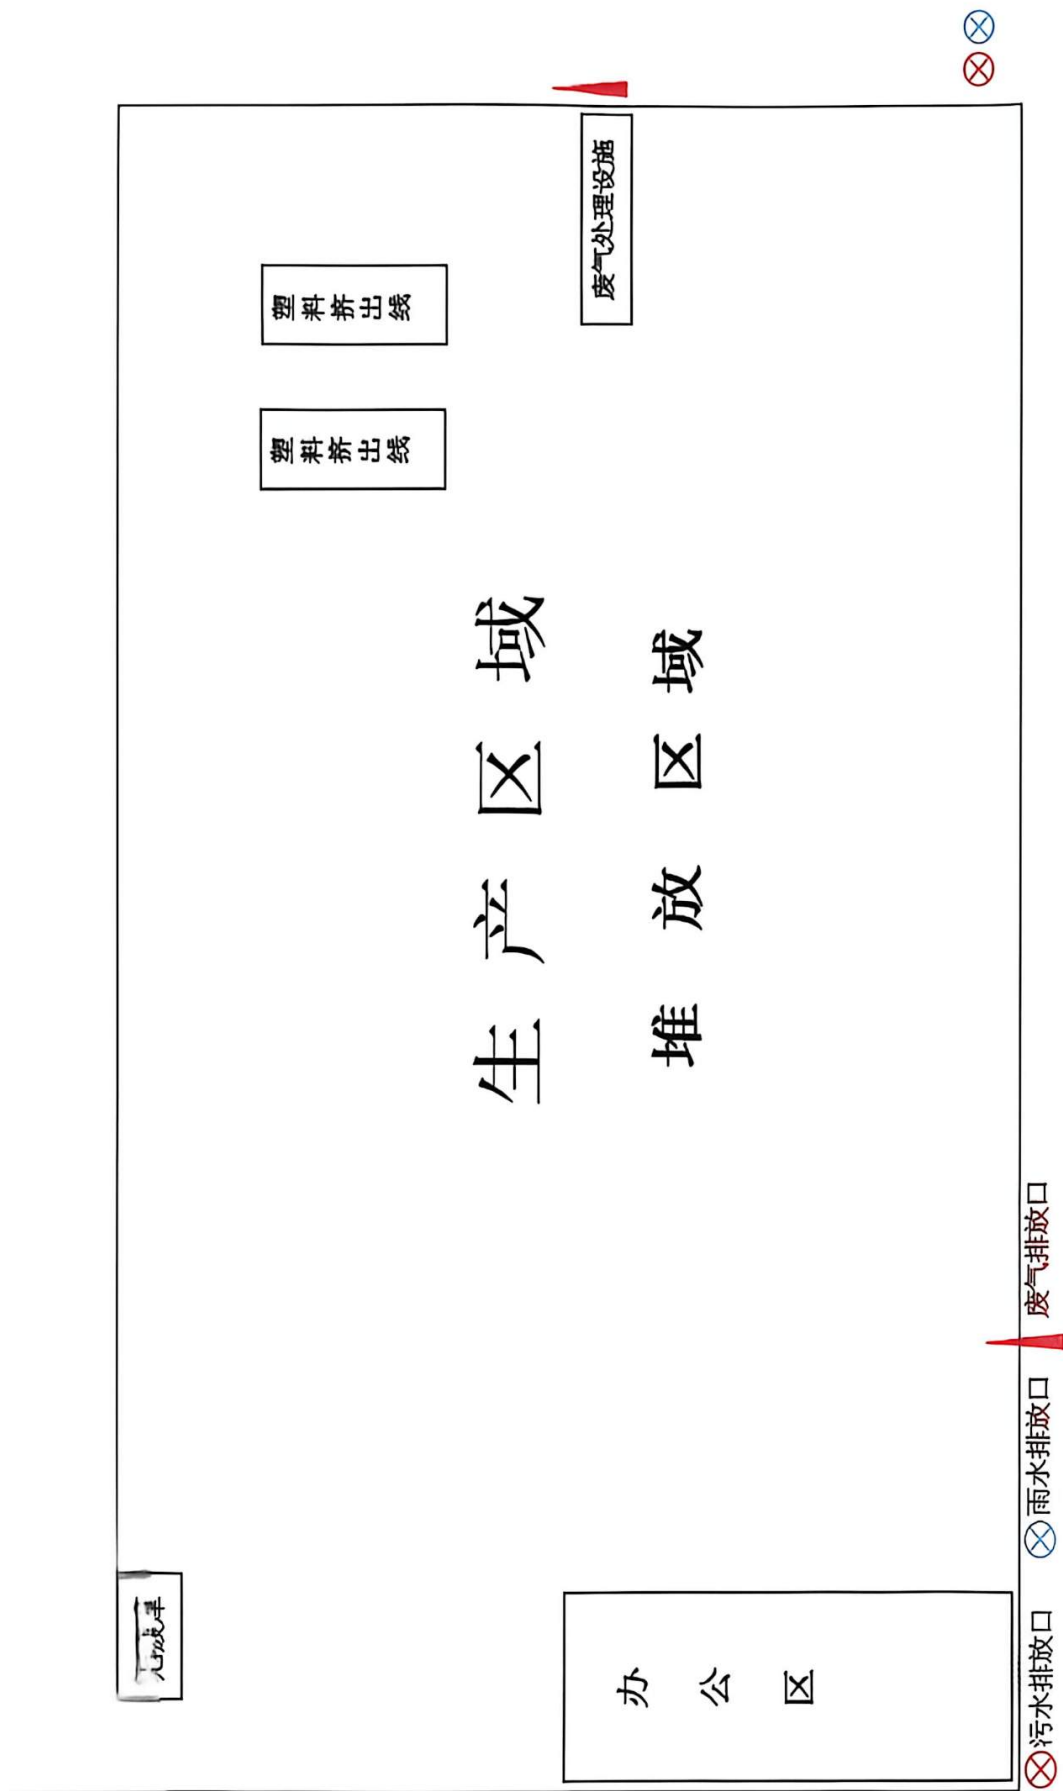 废气处理设施
塑料挤出线
塑料挤出线
生产区域
堆放区域
办公区
污水排放口
雨水排放口
废气排放口